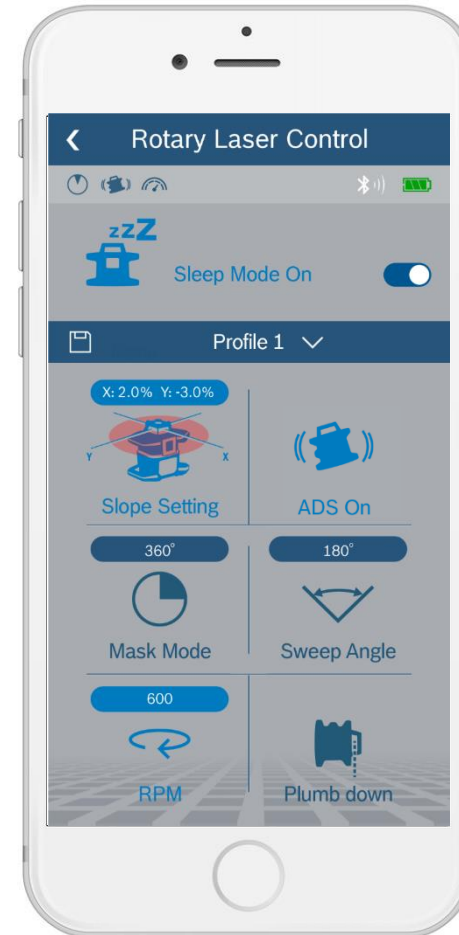 Rotary Laser Control
zzZ
Sleep Mode On
Profile 1
X: 2.0% Y: -3.0%
Y X
Slope Setting
ADS On
360° 180°
Mask Mode Sweep Angle
600
RPM Plumb down